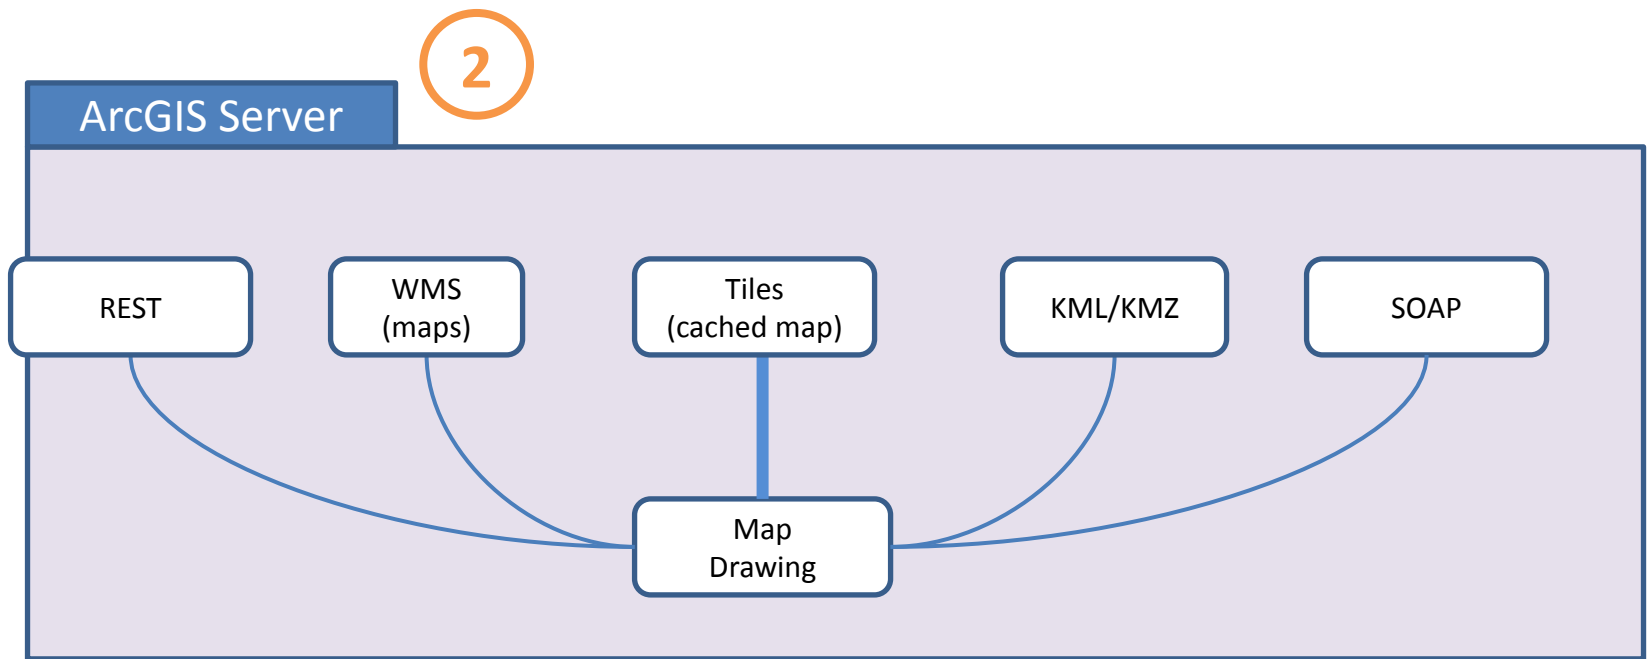 2
ArcGIS Server
REST
WMS
(maps)
Tiles
(cached map)
KML/KMZ
SOAP
Map
Drawing